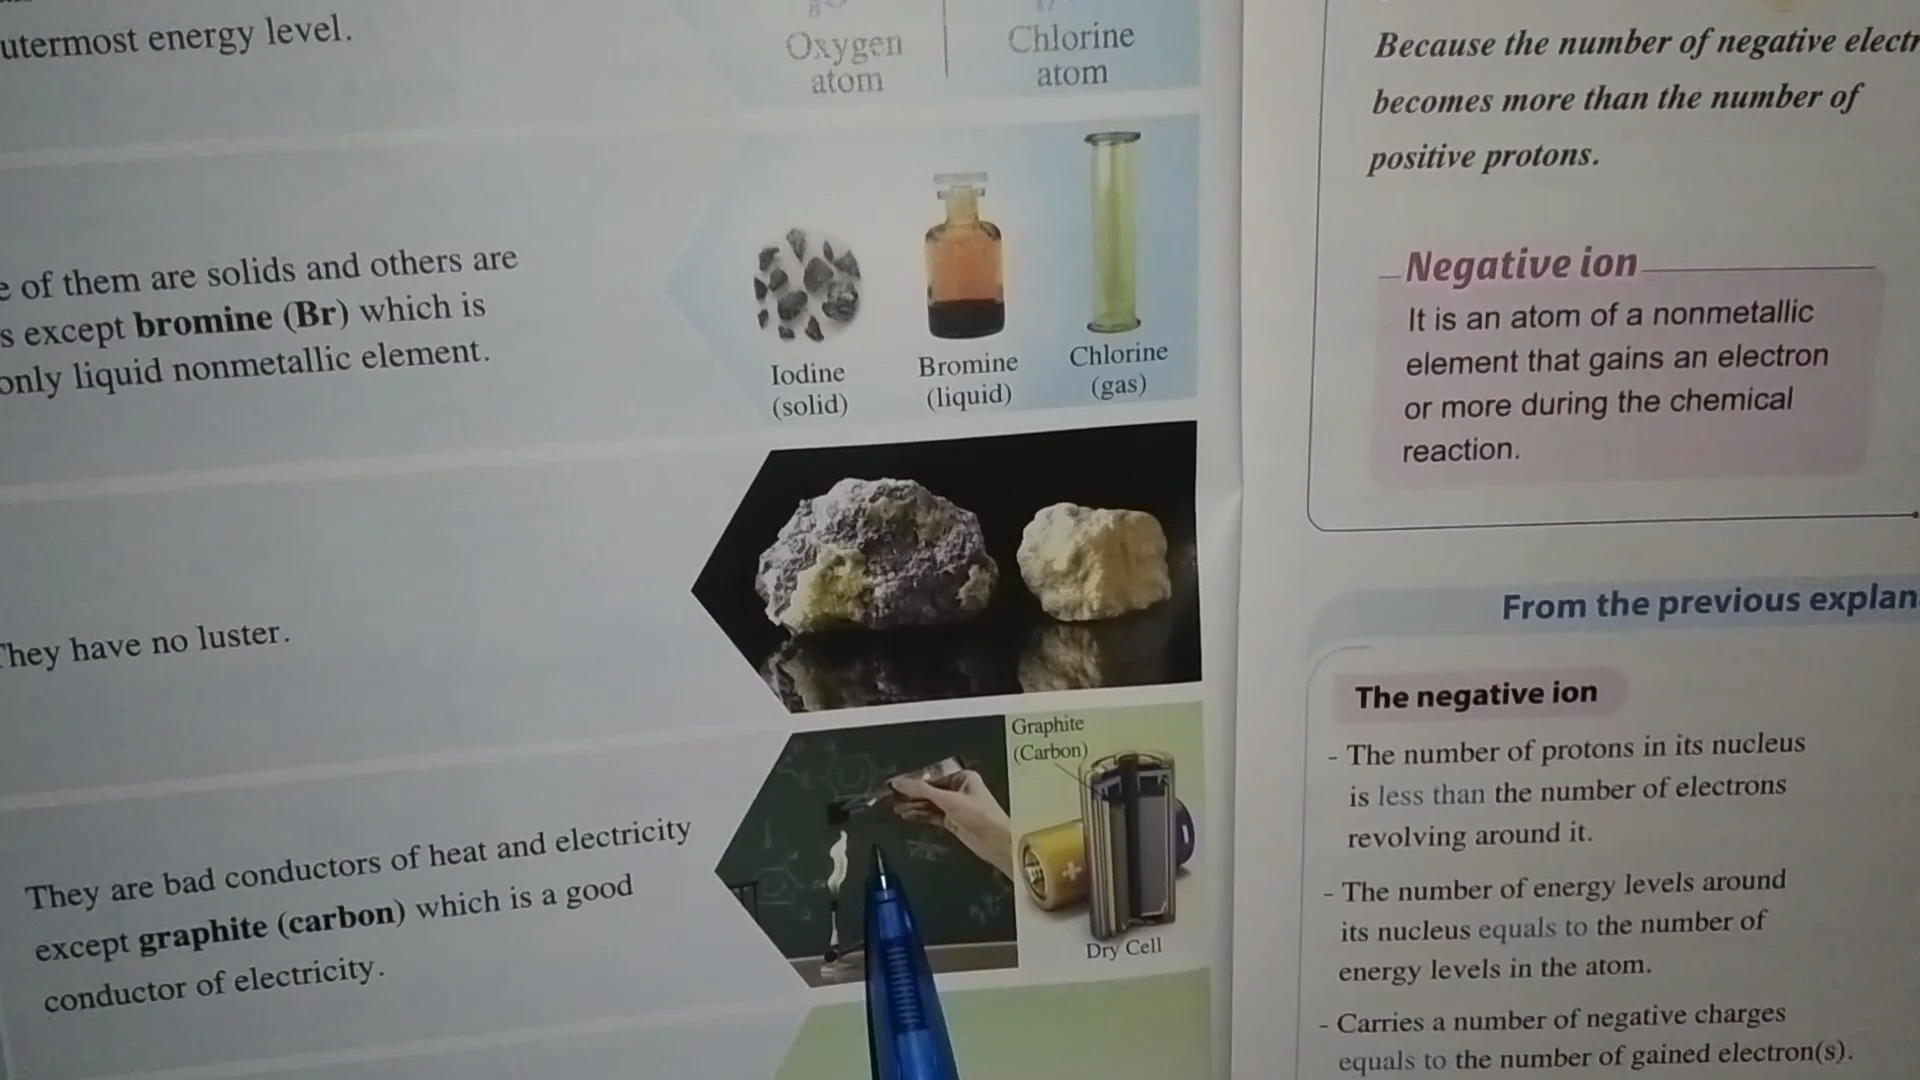 utermost energy level.
Oxygen
atom
Chlorine
atom
e of them are solids and others are
s except bromine (Br) which is
only liquid nonmetallic element.
Iodine
(solid)
Bromine
(liquid)
Chlorine
(gas)
They have no luster.
They are bad conductors of heat and electricity
except graphite (carbon) which is a good
conductor of electricity.
Graphite
(Carbon)
Dry Cell
Because the number of negative electr
becomes more than the number of
positive protons.
Negative ion
It is an atom of a nonmetallic
element that gains an electron
or more during the chemical
reaction.
From the previous explan
The negative ion
- The number of protons in its nucleus
is less than the number of electrons
revolving around it.
- The number of energy levels around
its nucleus equals to the number of
energy levels in the atom.
- Carries a number of negative charges
equals to the number of gained electron(s).